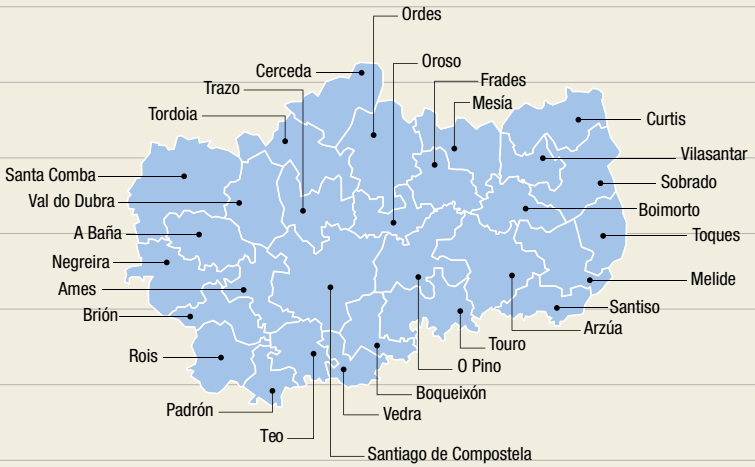 Ordes
Cerceda
Oroso
Frades
Trazo
Mesía
Tordoia
Curtis
Vilasantar
Santa Comba
Sobrado
Val do Dubra
Boimorto
A Baña
Toques
Negreira
Melide
Ames
Santiso
Brión
Arzúa
Touro
Rois
O Pino
Boqueixón
Padrón
Vedra
Teo
Santiago de Compostela